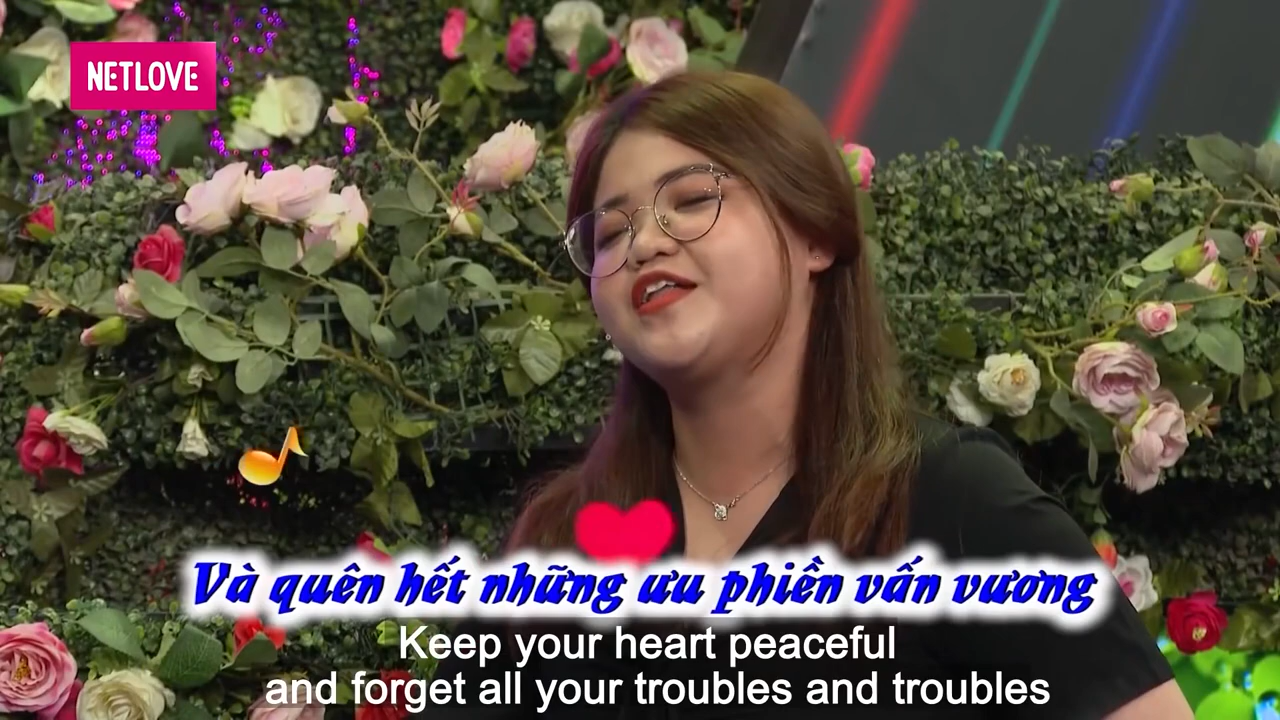 NETLOVE
Và quên hết những ưu phiền vấn vương
Keep your heart peaceful
and forget all your troubles and troubles